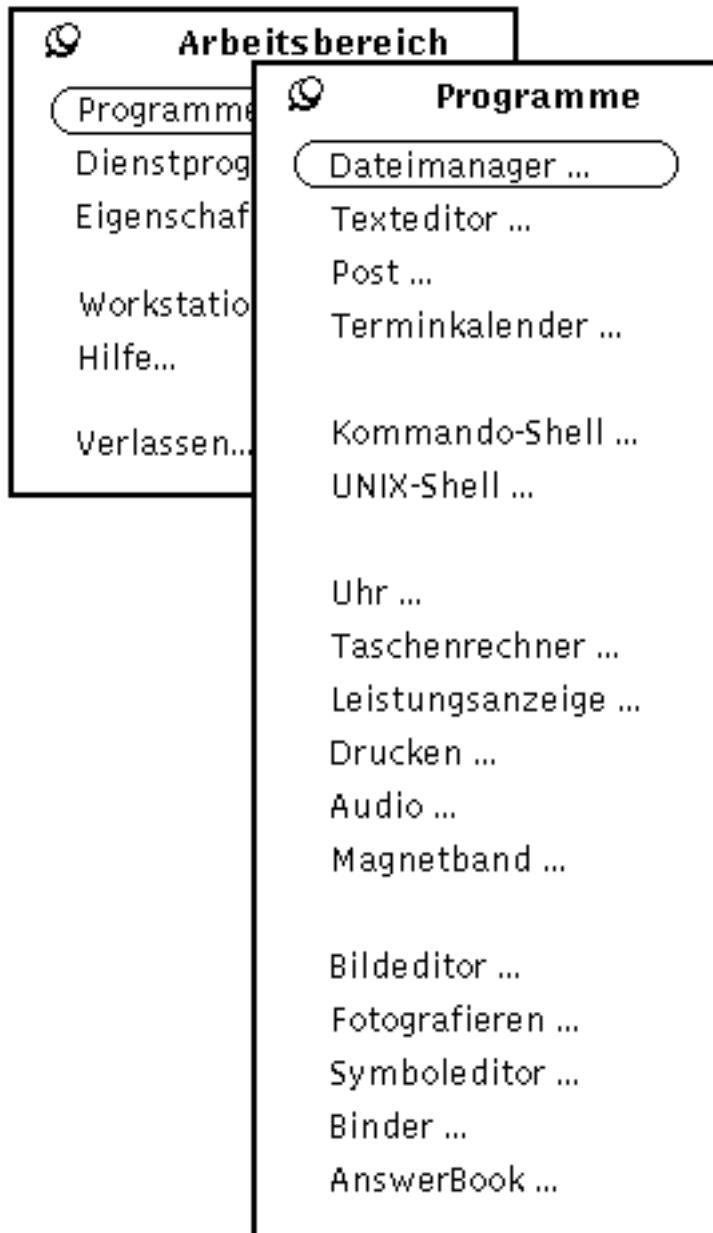 Arbeitsbereich
Programme
Dienstprog
Eigenschaf
Workstatio
Hilfe...
Verlassen...
Programme
Dateimanager ...
Texteditor ...
Post ...
Terminkalender ...
Kommando-Shell ...
UNIX-Shell ...
Uhr ...
Taschenrechner ...
Leistungsanzeige ...
Drucken ...
Audio ...
Magnetband ...
Bildeditor ...
Fotografieren ...
Symboleditor ...
Binder ...
AnswerBook ...